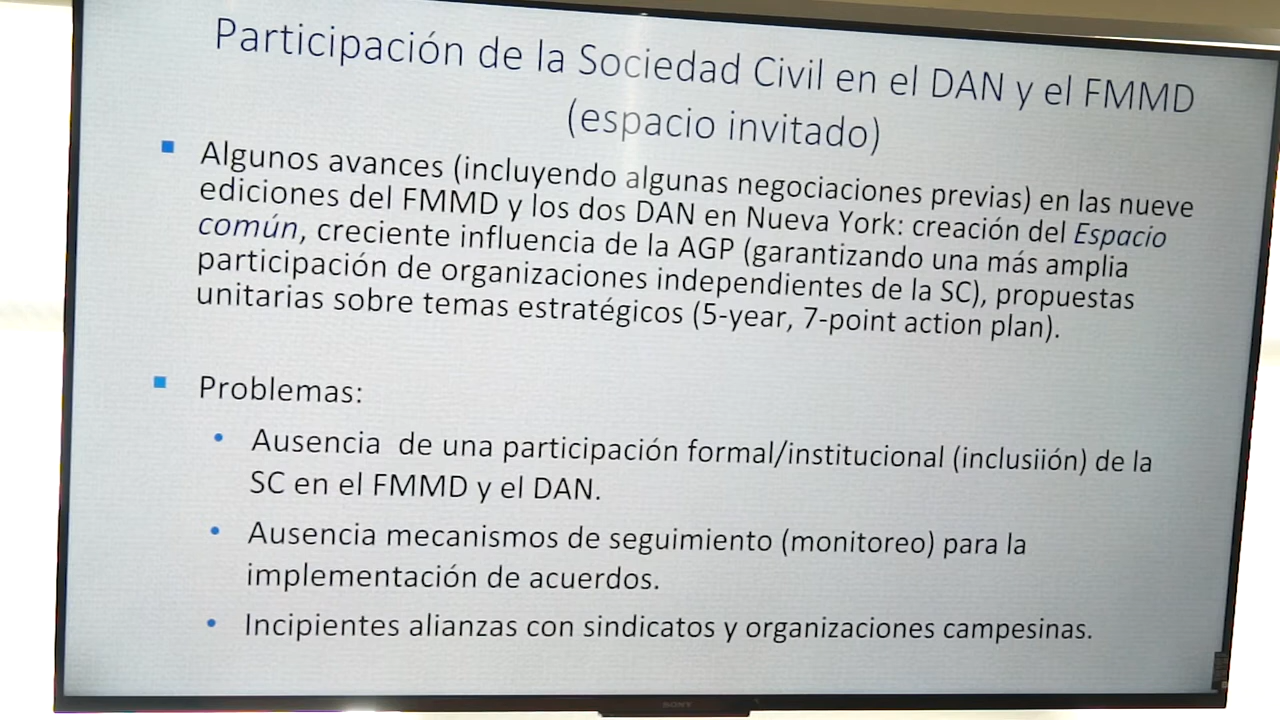 Participación de la Sociedad Civil en el DAN y el FMMD
(espacio invitado)
Algunos avances (incluyendo algunas negociaciones previas) en las nueve
ediciones del FMMD y los dos DAN en Nueva York: creación del Espacio
común, creciente influencia de la AGP (garantizando una más amplia
participación de organizaciones independientes de la SC), propuestas
unitarias sobre temas estratégicos (5-year, 7-point action plan).
Problemas:
Ausencia de una participación formal/institucional (inclusiión) de la
SC en el FMMD y el DAN.
Ausencia mecanismos de seguimiento (monitoreo) para la
implementación de acuerdos.
Incipientes alianzas con sindicatos y organizaciones campesinas.
SONY